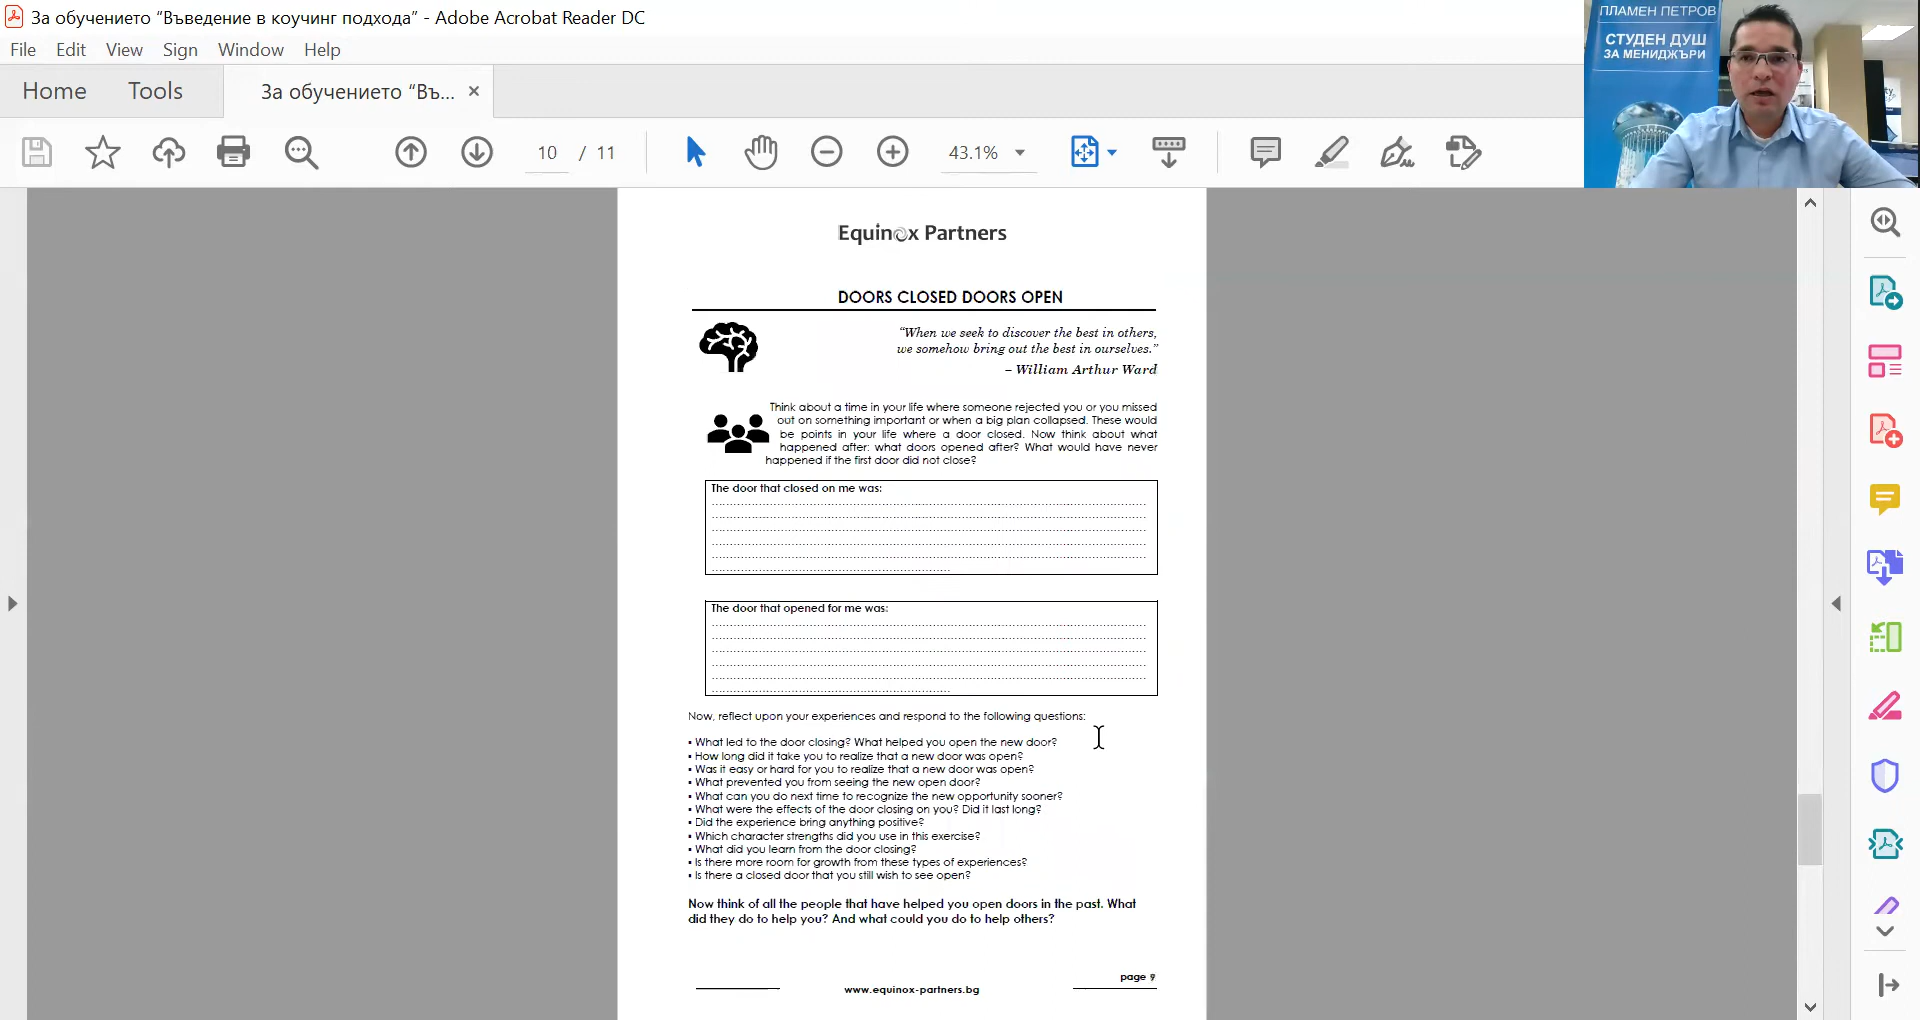 За обучението “Въведение в коучинг подхода” - Adobe Acrobat Reader DC
File Edit View Sign Window Help
Home Tools За обучението “Въ... ×
10 / 11 43.1%
ПЛАМЕН ПЕТРОВ
СТУДЕН ДУШ
ЗА МЕНИДЖЪРИ
Equinox Partners
DOORS CLOSED DOORS OPEN
“When we seek to discover the best in others,
we somehow bring out the best in ourselves.”
– William Arthur Ward
Think about a time in your life where someone rejected you or you missed
out on something important or when a big plan collapsed. These would
be points in your life where a door closed. Now think about what
happened after: what doors opened after? What would have never
happened if the first door did not close?
The door that closed on me was:
The door that opened for me was:
Now, reflect upon your experiences and respond to the following questions:
▪ What led to the door closing? What helped you open the new door?
▪ How long did it take you to realize that a new door was open?
▪ Was it easy or hard for you to realize that a new door was open?
▪ What prevented you from seeing the new open door?
▪ What can you do next time to recognize the new opportunity sooner?
▪ What were the effects of the door closing on you? Did it last long?
▪ Did the experience bring anything positive?
▪ Which character strengths did you use in this exercise?
▪ What did you learn from the door closing?
▪ Is there more room for growth from these types of experiences?
▪ Is there a closed door that you still wish to see open?
Now think of all the people that have helped you open doors in the past. What
did they do to help you? And what could you do to help others?
page 9
www.equinox-partners.bg